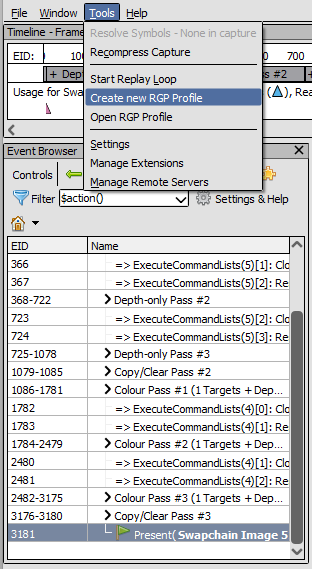 File Window Tools Help
Timeline - Frame
Resolve Symbols - None in capture
Recompress Capture
EID: 0 700
+ Dep Pass #2
Start Replay Loop
Usage for Swap ), Rea
Create new RGP Profile
Open RGP Profile
Settings
Event Browser
Manage Extensions
Controls
Manage Remote Servers
Filter $action() Settings & Help
EID Name
366 => ExecuteCommandLists(5)[1]: Clo
367 => ExecuteCommandLists(5)[2]: Res
368-722 Depth-only Pass #2
723 => ExecuteCommandLists(5)[2]: Clo
724 => ExecuteCommandLists(5)[3]: Res
725-1078 Depth-only Pass #3
1079-1085 Copy/Clear Pass #2
1086-1781 Colour Pass #1 (1 Targets + Dep
1782 => ExecuteCommandLists(4)[0]: Clo
1783 => ExecuteCommandLists(4)[1]: Res
1784-2479 Colour Pass #2 (1 Targets + Dep
2480 => ExecuteCommandLists(4)[1]: Clo
2481 => ExecuteCommandLists(4)[2]: Res
2482-3175 Colour Pass #3 (1 Targets + Dep
3176-3180 Copy/Clear Pass #3
3181 Present( Swapchain Image 5